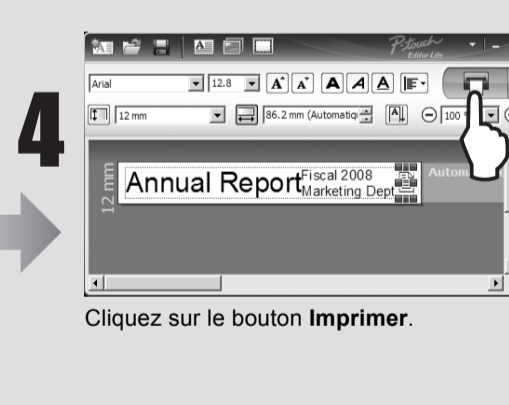 4
P-touch
Editor Lite
Arial
12.8
A A A A A
12 mm
86.2 mm (Automatiq
A
100 %
12 mm
Annual Report
Fiscal 2008
Marketing Dept
Autom
Cliquez sur le bouton Imprimer.